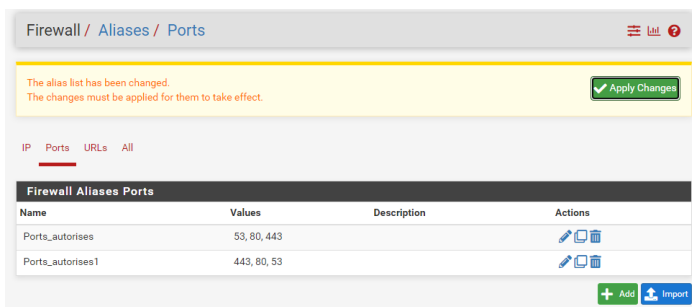 Firewall / Aliases / Ports
The alias list has been changed.
The changes must be applied for them to take effect.
Apply Changes
IP Ports URLs All
Firewall Aliases Ports
Name Values Description Actions
Ports_autorises 53, 80, 443
Ports_autorises1 443, 80, 53
Add Import